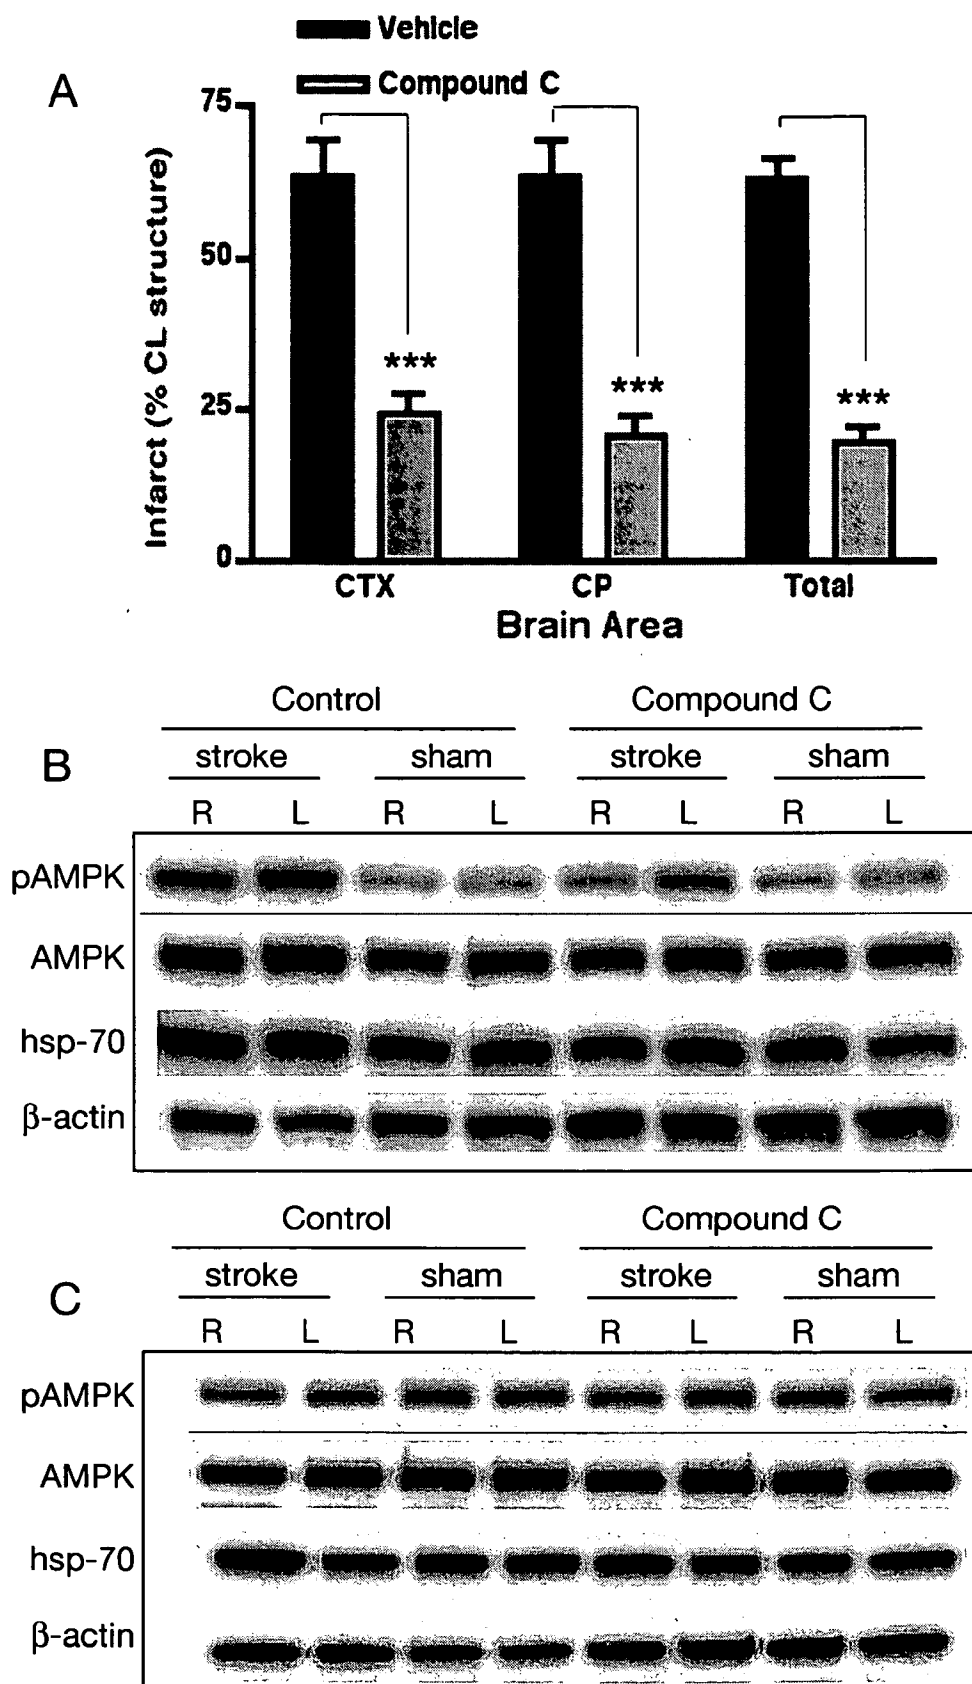 Vehicle
Compound C
A
75
50
25
0
Infarct (% CL structure)
*** *** ***
CTX CP Total
Brain Area
Control Compound C
B
stroke sham stroke sham
R L R L R L R L
pAMPK
AMPK
hsp-70
β-actin
Control Compound C
C
stroke sham stroke sham
R L R L R L R L
pAMPK
AMPK
hsp-70
β-actin